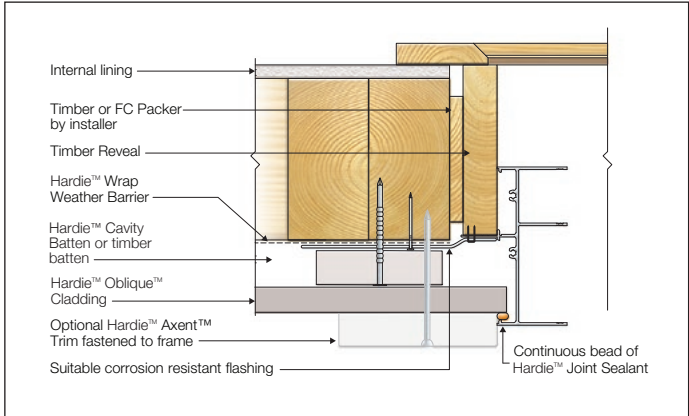 Internal lining
Timber or FC Packer
by installer
Timber Reveal
Hardie™ Wrap
Weather Barrier
Hardie™ Cavity
Batten or timber
batten
Hardie™ Oblique™
Cladding
Optional Hardie™ Axent™
Trim fastened to frame
Suitable corrosion resistant flashing
Continuous bead of
Hardie™ Joint Sealant